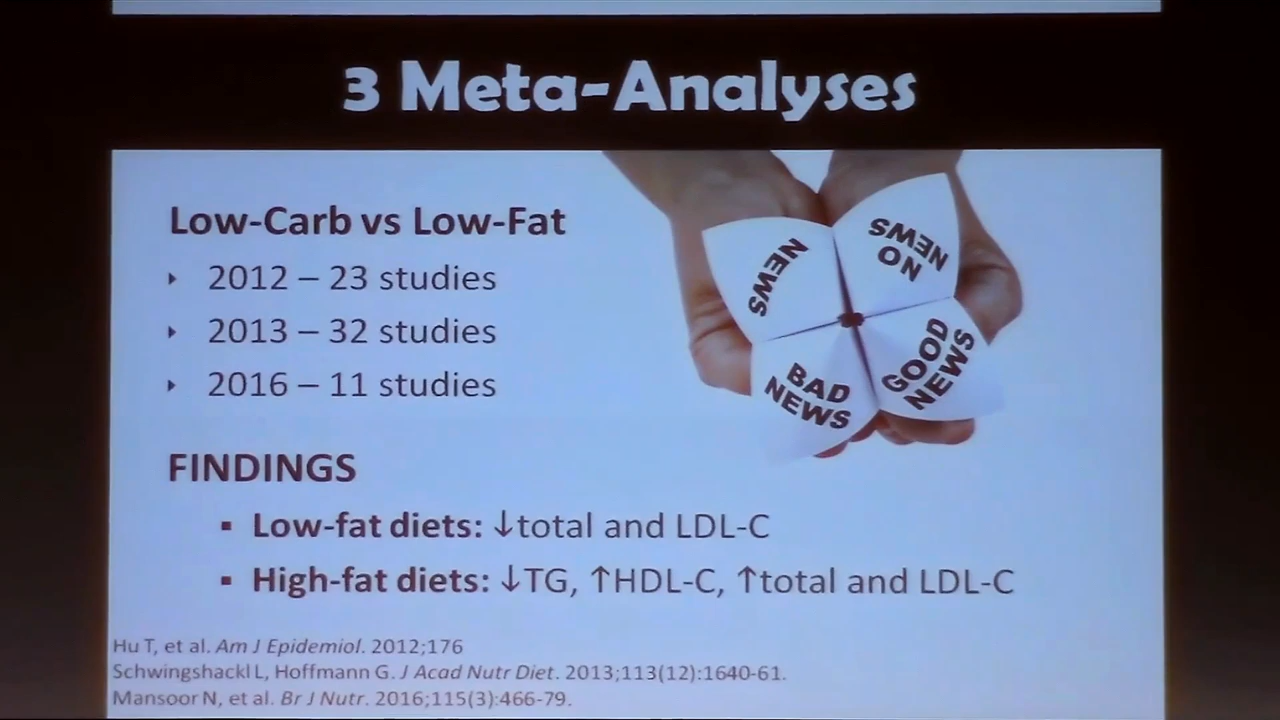 3 Meta-Analyses
Low-Carb vs Low-Fat
‣ 2012 – 23 studies
‣ 2013 – 32 studies
‣ 2016 – 11 studies
NEWS
NO
NEWS
BAD
NEWS
GOOD
NEWS
FINDINGS
▪ Low-fat diets: ↓total and LDL-C
▪ High-fat diets: ↓TG, ↑HDL-C, ↑total and LDL-C
Hu T, et al. Am J Epidemiol. 2012;176
Schwingshackl L, Hoffmann G. J Acad Nutr Diet. 2013;113(12):1640-61.
Mansoor N, et al. Br J Nutr. 2016;115(3):466-79.